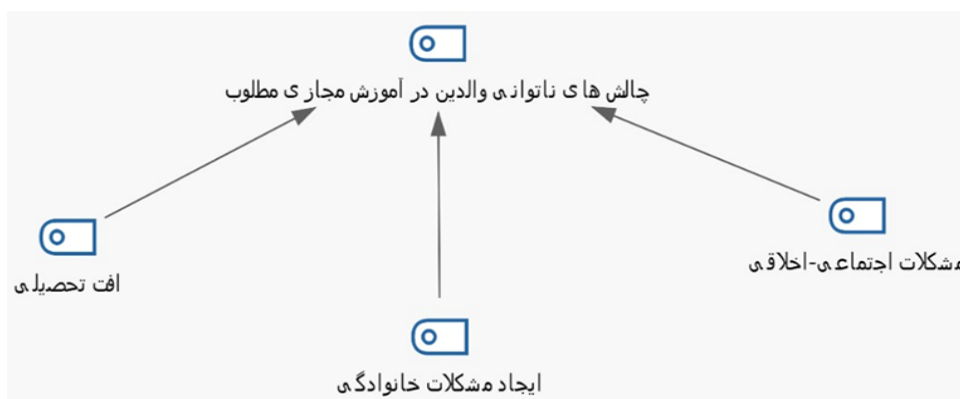 چالش های ناتوانی والدین در آموزش مجازی مطلوب
مشکلات اجتماعی-اخلاقی
افت تحصیلی
ایجاد مشکلات خانوادگی